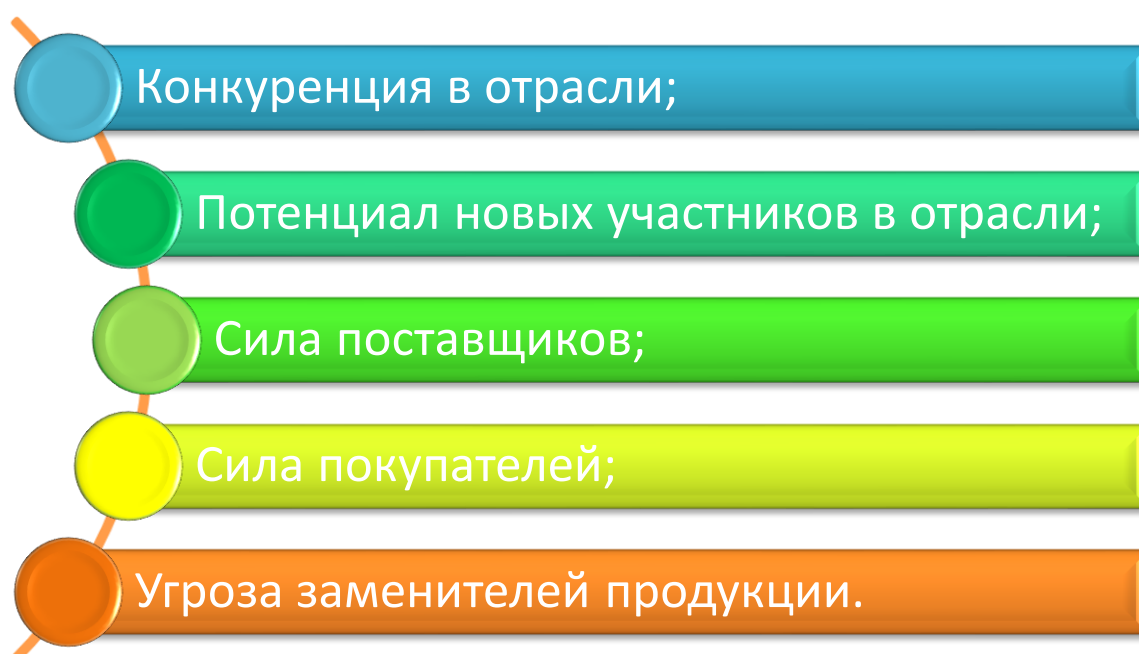 Конкуренция в отрасли;
Потенциал новых участников в отрасли;
Сила поставщиков;
Сила покупателей;
Угроза заменителей продукции.